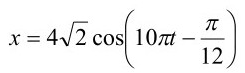 x = 4√2 cos(10πt − π/12)